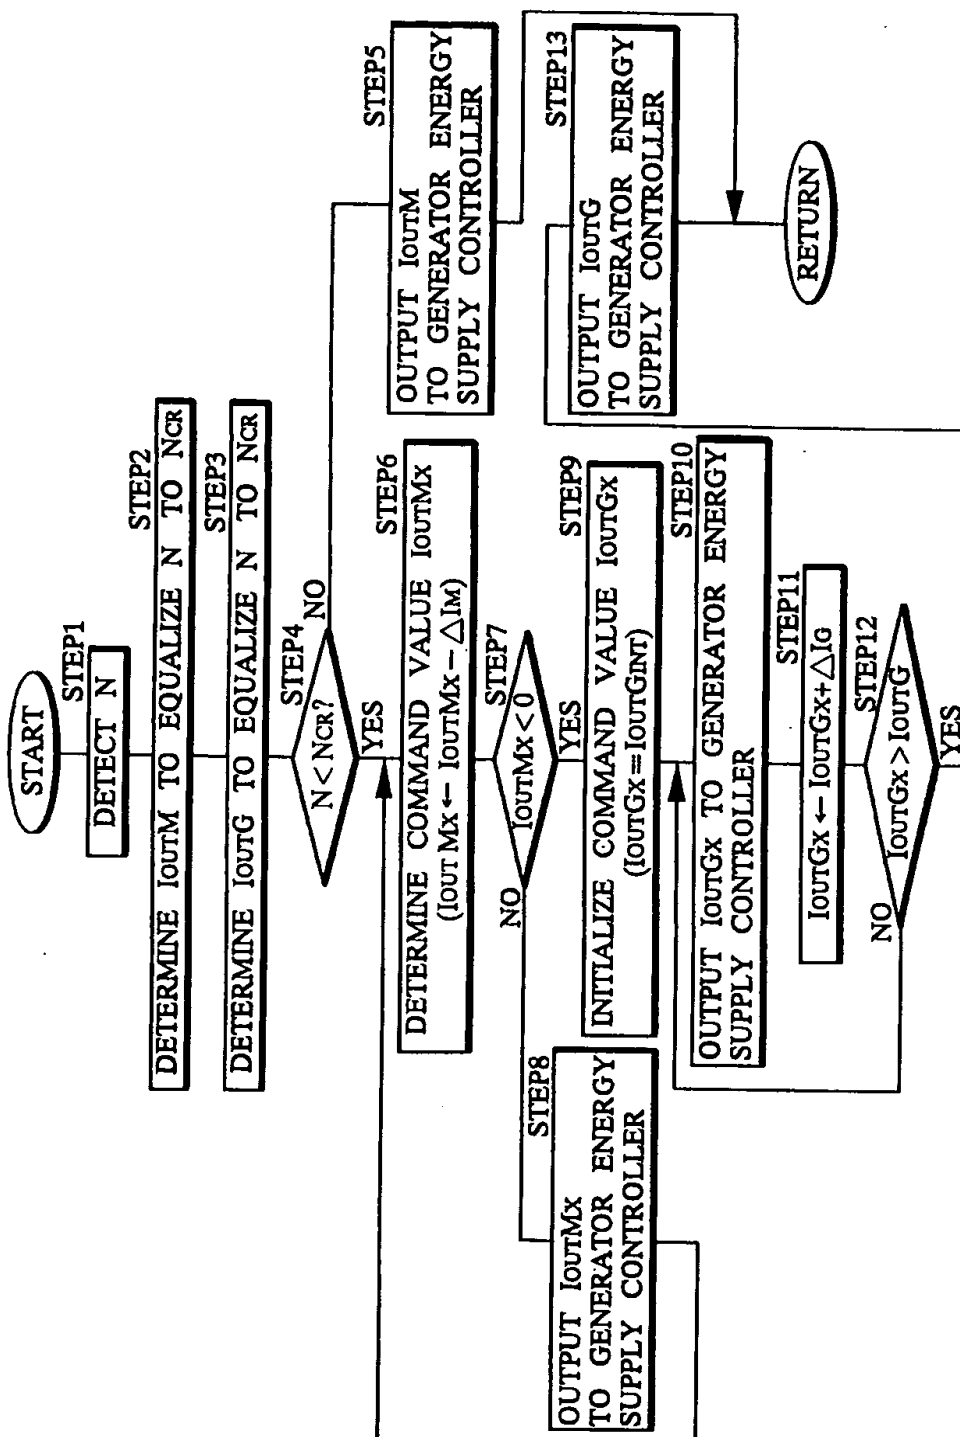 START
STEP1
DETECT N
STEP2
DETERMINE IOUTM TO EQUALIZE N TO NCR
STEP3
DETERMINE IOUTG TO EQUALIZE N TO NCR
STEP4
N < NCR?
NO
YES
STEP5
OUTPUT IOUTM
TO GENERATOR ENERGY
SUPPLY CONTROLLER
STEP6
DETERMINE COMMAND VALUE IOUTMX
(IOUTMX ← IOUTMX − △IM)
STEP7
IOUTMX < 0
NO
YES
STEP8
OUTPUT IOUTMX
TO GENERATOR ENERGY
SUPPLY CONTROLLER
STEP9
INITIALIZE COMMAND VALUE IOUTGX
(IOUTGX = IOUTGINT)
STEP10
OUTPUT IOUTGX TO GENERATOR ENERGY
SUPPLY CONTROLLER
STEP11
IOUTGX ← IOUTGX + △IG
STEP12
IOUTGX > IOUTG
NO
YES
STEP13
OUTPUT IOUTG
TO GENERATOR ENERGY
SUPPLY CONTROLLER
RETURN